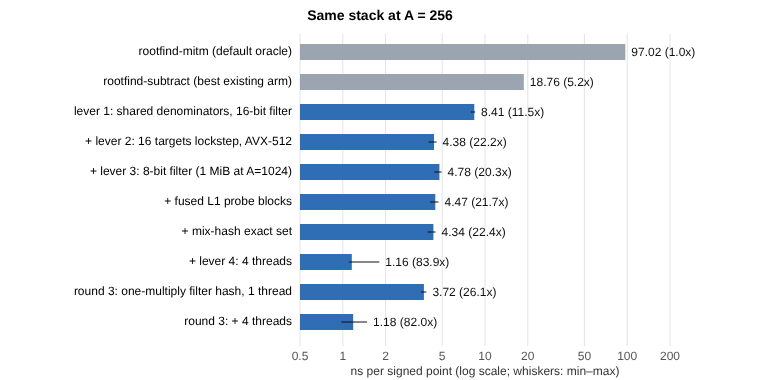 Same stack at A = 256
rootfind-mitm (default oracle) 97.02 (1.0x)
rootfind-subtract (best existing arm) 18.76 (5.2x)
lever 1: shared denominators, 16-bit filter 8.41 (11.5x)
+ lever 2: 16 targets lockstep, AVX-512 4.38 (22.2x)
+ lever 3: 8-bit filter (1 MiB at A=1024) 4.78 (20.3x)
+ fused L1 probe blocks 4.47 (21.7x)
+ mix-hash exact set 4.34 (22.4x)
+ lever 4: 4 threads 1.16 (83.9x)
round 3: one-multiply filter hash, 1 thread 3.72 (26.1x)
round 3: + 4 threads 1.18 (82.0x)
0.5 1 2 5 10 20 50 100 200
ns per signed point (log scale; whiskers: min–max)